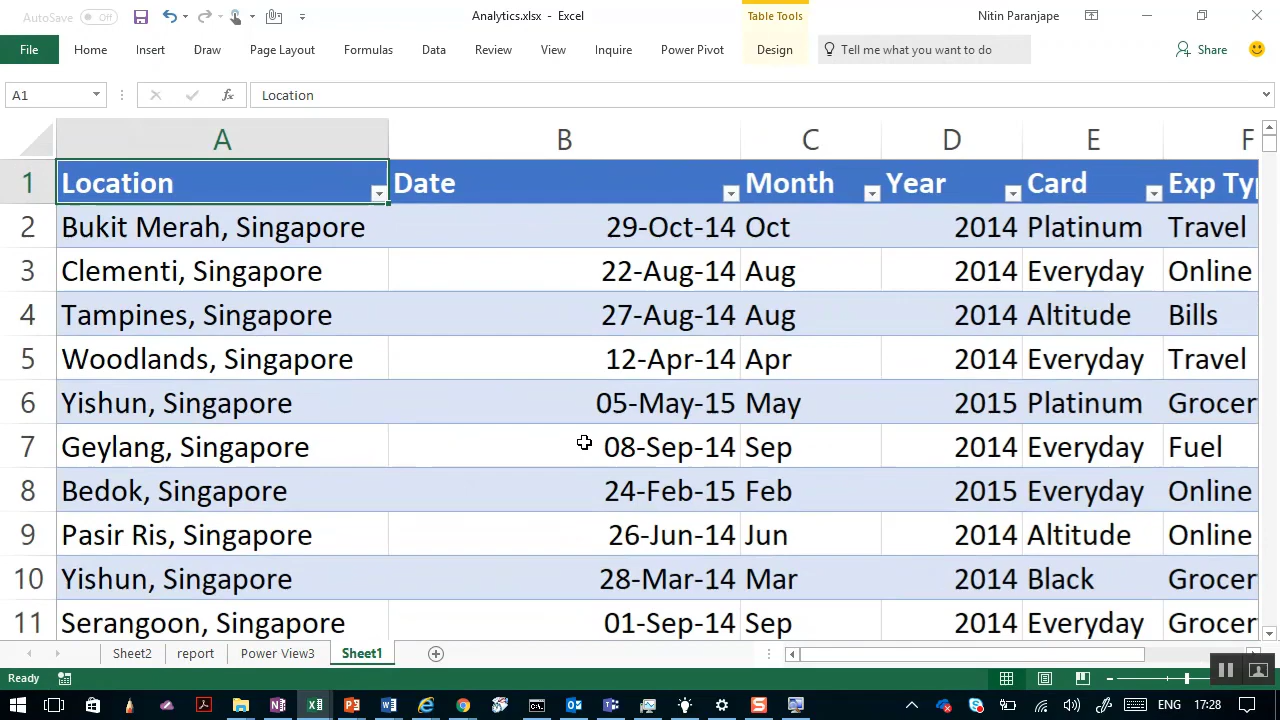 AutoSave Off Analytics.xlsx - Excel Table Tools Nitin Paranjape
File Home Insert Draw Page Layout Formulas Data Review View Inquire Power Pivot Design Tell me what you want to do Share
A1 fx Location
A B C D E F
1 Location Date Month Year Card Exp Ty
2 Bukit Merah, Singapore 29-Oct-14 Oct 2014 Platinum Travel
3 Clementi, Singapore 22-Aug-14 Aug 2014 Everyday Online
4 Tampines, Singapore 27-Aug-14 Aug 2014 Altitude Bills
5 Woodlands, Singapore 12-Apr-14 Apr 2014 Everyday Travel
6 Yishun, Singapore 05-May-15 May 2015 Platinum Grocer
7 Geylang, Singapore 08-Sep-14 Sep 2014 Everyday Fuel
8 Bedok, Singapore 24-Feb-15 Feb 2015 Everyday Online
9 Pasir Ris, Singapore 26-Jun-14 Jun 2014 Altitude Online
10 Yishun, Singapore 28-Mar-14 Mar 2014 Black Grocer
11 Serangoon, Singapore 01-Sep-14 Sep 2014 Everyday Grocer
Sheet2 report Power View3 Sheet1
Ready
ENG 17:28